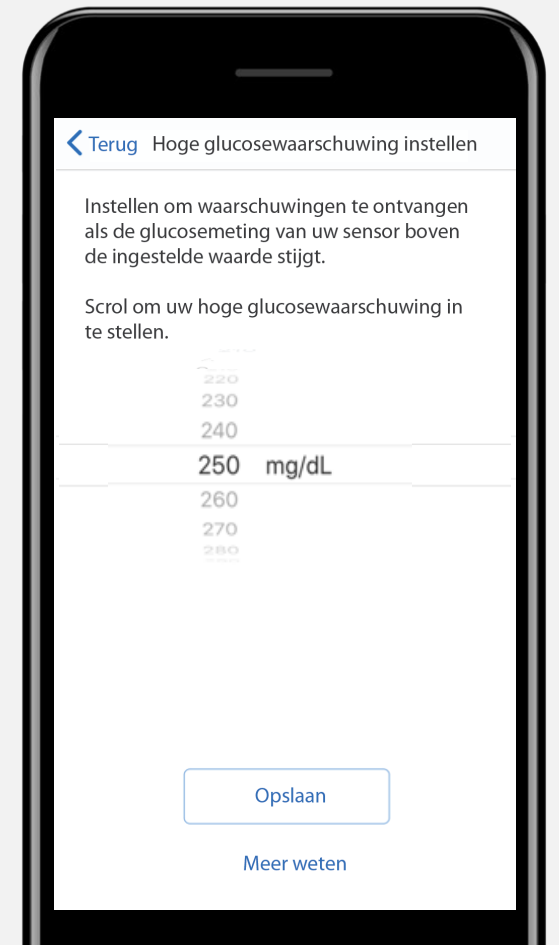 Terug Hoge glucosewaarschuwing instellen
Instellen om waarschuwingen te ontvangen
als de glucosemeting van uw sensor boven
de ingestelde waarde stijgt.
Scrol om uw hoge glucosewaarschuwing in
te stellen.
220
230
240
250 mg/dL
260
270
280
Opslaan
Meer weten